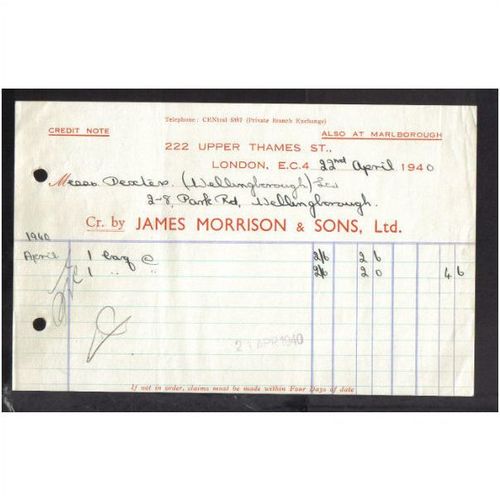 Telephone: CENtral 5807 (Private Branch Exchange)
CREDIT NOTE
ALSO AT MARLBOROUGH
222 UPPER THAMES ST.,
LONDON, E.C.4 22nd April 1940
Messrs Dexters (Wellingborough) Ltd
2-8, Park Rd, Wellingborough.
Cr. by JAMES MORRISON & SONS, Ltd.
1940
April 1 bag @ 2/6 2 6
1 " " 2/- 2 0 4 6
APR 1940
If not in order, claims must be made within Four Days of date